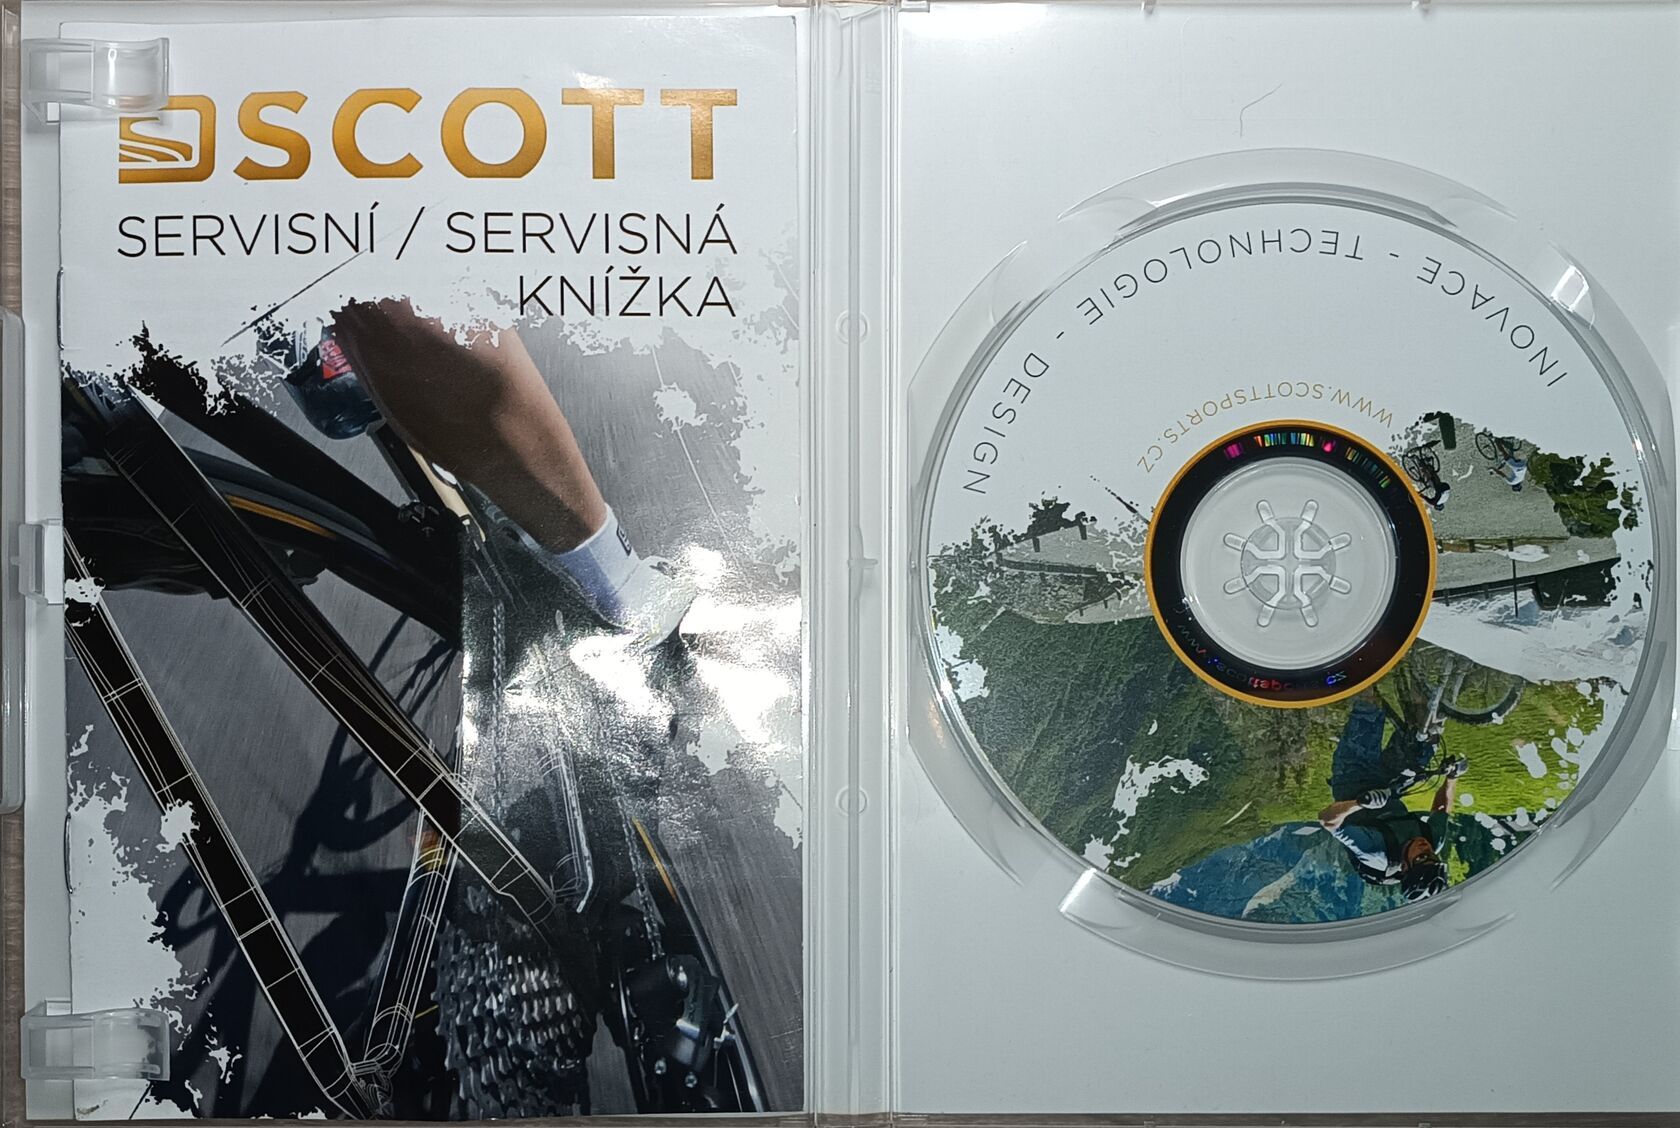 SCOTT
SERVISNÍ / SERVISNÁ
KNÍŽKA
INOVACE - TECHNOLOGIE - DESIGN
WWW.SCOTTSPORTS.CZ